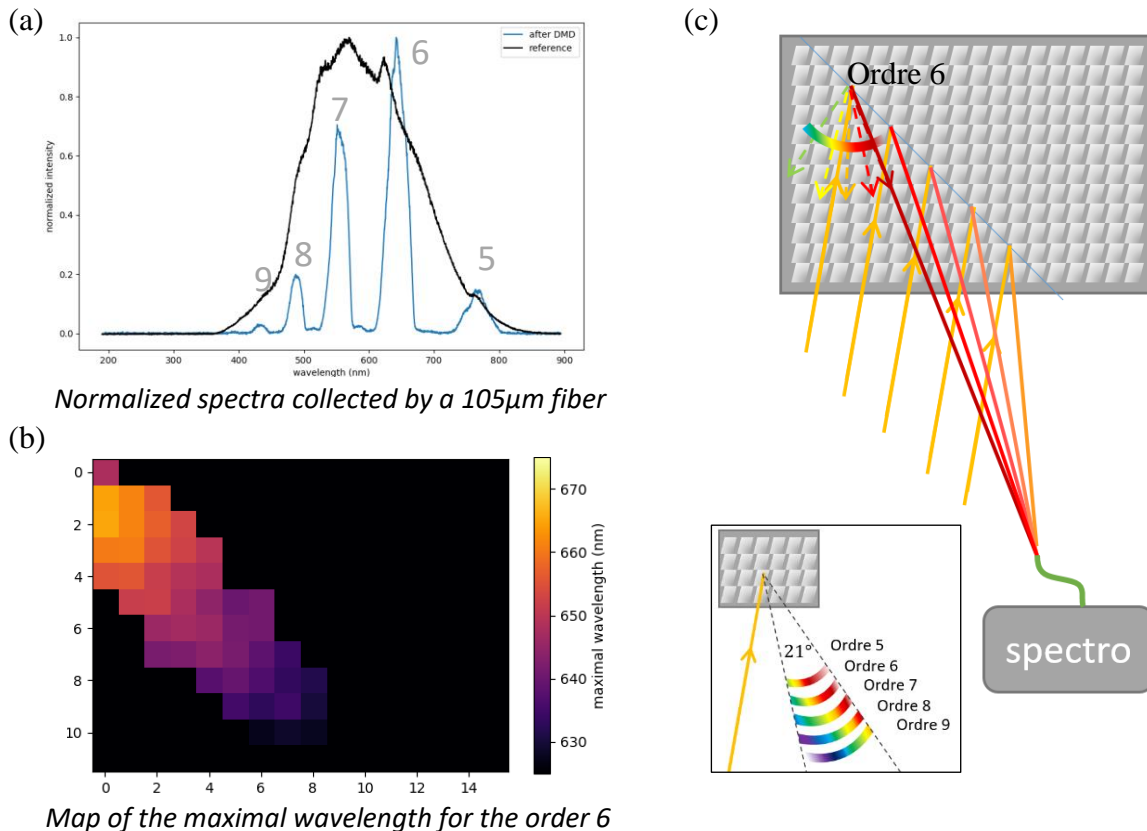 (a)
1.0
0.8
0.6
0.4
0.2
0.0
normalized intensity
after DMD
reference
9
8
7
6
5
200 300 400 500 600 700 800 900
wavelength (nm)
Normalized spectra collected by a 105μm fiber
(b)
0
2
4
6
8
10
0 2 4 6 8 10 12 14
670
660
650
640
630
maximal wavelength (nm)
Map of the maximal wavelength for the order 6
(c)
Ordre 6
21°
Ordre 5
Ordre 6
Ordre 7
Ordre 8
Ordre 9
spectro